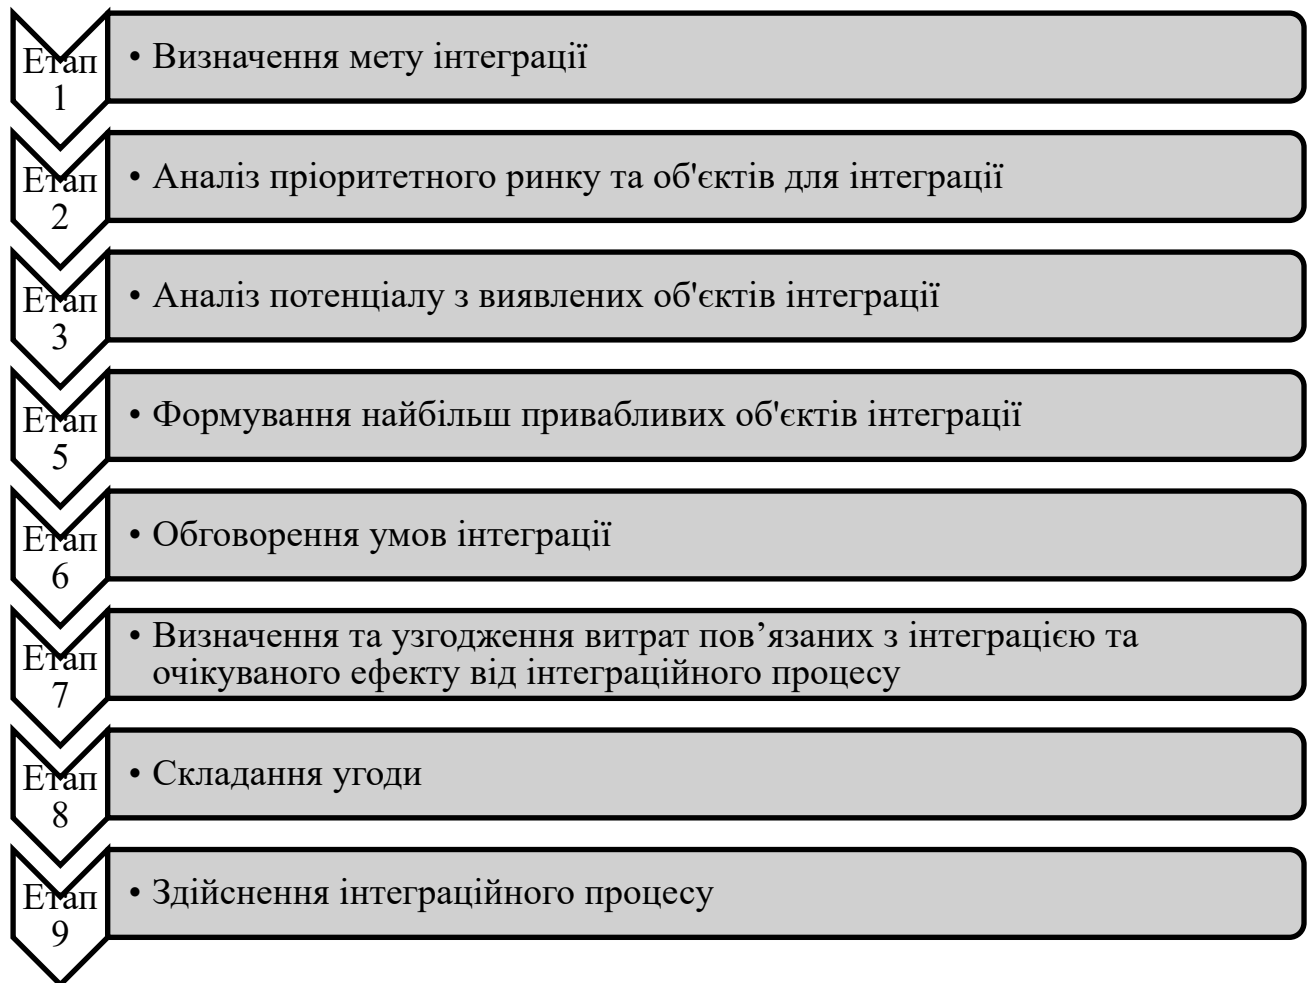 Етап
1
• Визначення мету інтеграції
Етап
2
• Аналіз пріоритетного ринку та об'єктів для інтеграції
Етап
3
• Аналіз потенціалу з виявлених об'єктів інтеграції
Етап
5
• Формування найбільш привабливих об'єктів інтеграції
Етап
6
• Обговорення умов інтеграції
Етап
7
• Визначення та узгодження витрат пов’язаних з інтеграцією та
очікуваного ефекту від інтеграційного процесу
Етап
8
• Складання угоди
Етап
9
• Здійснення інтеграційного процесу